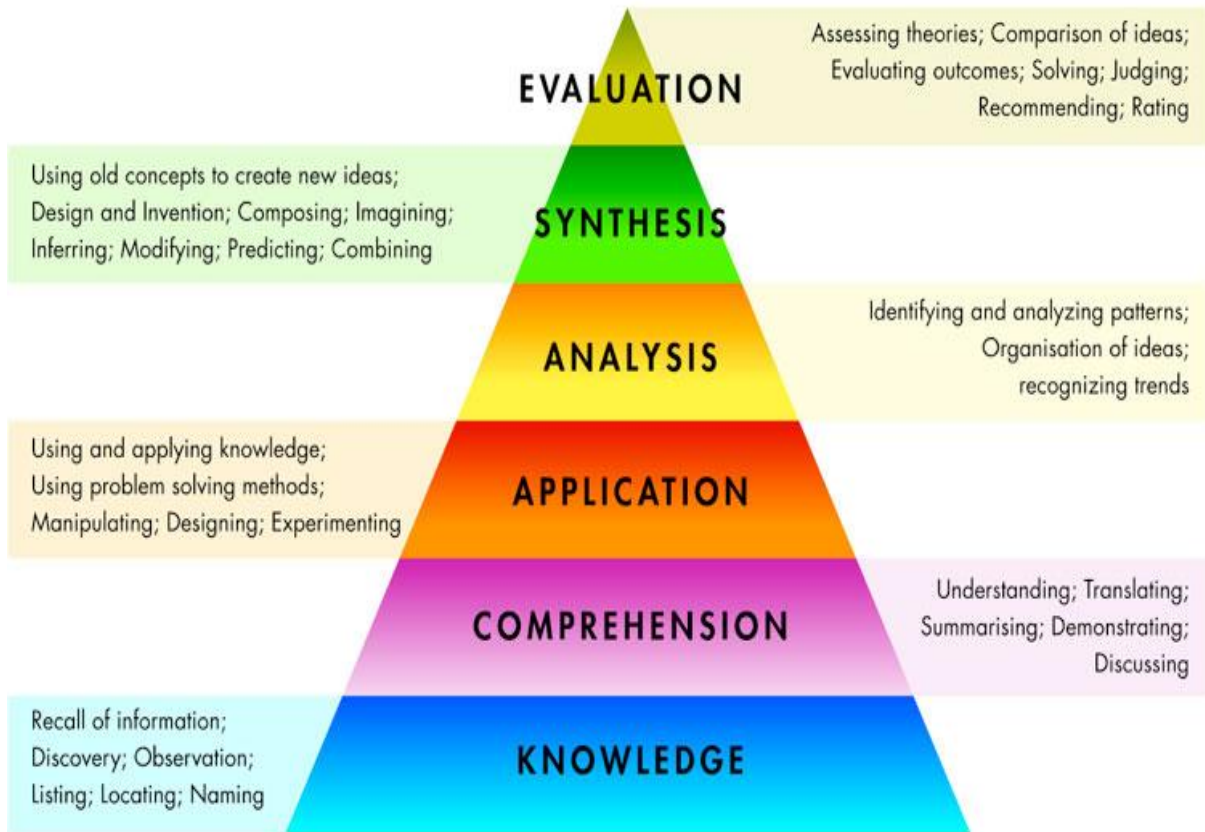 EVALUATION
Assessing theories; Comparison of ideas;
Evaluating outcomes; Solving; Judging;
Recommending; Rating
Using old concepts to create new ideas;
Design and Invention; Composing; Imagining;
Inferring; Modifying; Predicting; Combining
SYNTHESIS
ANALYSIS
Identifying and analyzing patterns;
Organisation of ideas;
recognizing trends
Using and applying knowledge;
Using problem solving methods;
Manipulating; Designing; Experimenting
APPLICATION
COMPREHENSION
Understanding; Translating;
Summarising; Demonstrating;
Discussing
Recall of information;
Discovery; Observation;
Listing; Locating; Naming
KNOWLEDGE